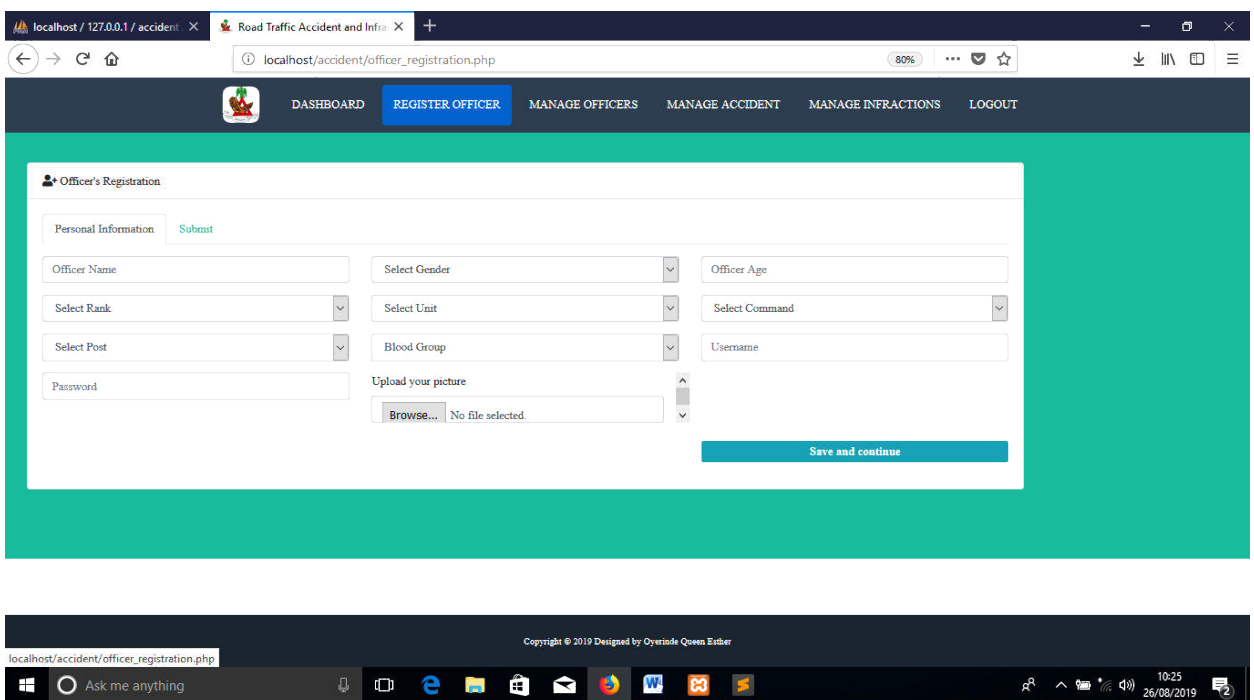 localhost / 127.0.0.1 / accident
Road Traffic Accident and Infra
localhost/accident/officer_registration.php
80%
DASHBOARD
REGISTER OFFICER
MANAGE OFFICERS
MANAGE ACCIDENT
MANAGE INFRACTIONS
LOGOUT
Officer's Registration
Personal Information
Submit
Officer Name
Select Gender
Officer Age
Select Rank
Select Unit
Select Command
Select Post
Blood Group
Username
Password
Upload your picture
Browse... No file selected.
Save and continue
Copyright © 2019 Designed by Oyerinde Queen Esther
localhost/accident/officer_registration.php
Ask me anything
10:25
26/08/2019
2